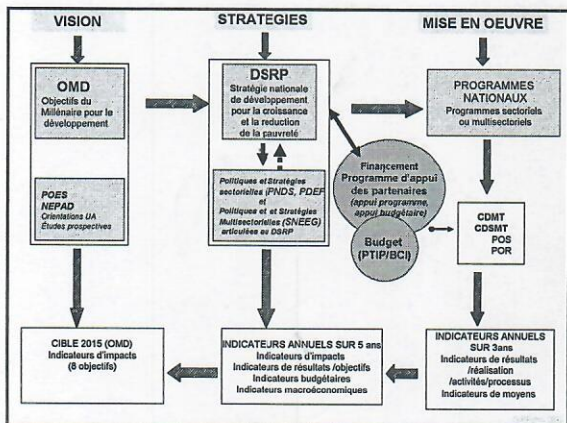 VISION
STRATEGIES
MISE EN OEUVRE
OMD
Objectifs du
Millénaire pour le
développement
POES
NEPAD
Orientations UA
Études prospectives
DSRP
Stratégie nationale
de développement
pour la croissance
et la reduction
de la pauvreté
Politiques et Stratégies
sectorielles (PNDS, PDEF)
et
Politiques et et Stratégies
Multisectorielles (SNEEG)
articulées as DSRP
PROGRAMMES
NATIONAUX
Programmes sectoriels
ou multisectoriels
Financement
Programme d'appui
des partenaires
(appui programme,
appui budgétaire)
Budget
(PTIP/BCI)
CDMT
CDSMT
POS
POR
CIBLE 2015 (OMD)
Indicateurs d'impacts
(8 objectifs)
INDICATEURS ANNUELS SUR 5 ans
Indicateurs d'impacts
Indicateurs de résultats /objectifs
Indicateurs budgétaires
Indicateurs macroéconomiques
INDICATEURS ANNUELS
SUR 3ans
Indicateurs de résultats
/réalisation
/activités/processus
Indicateurs de moyens